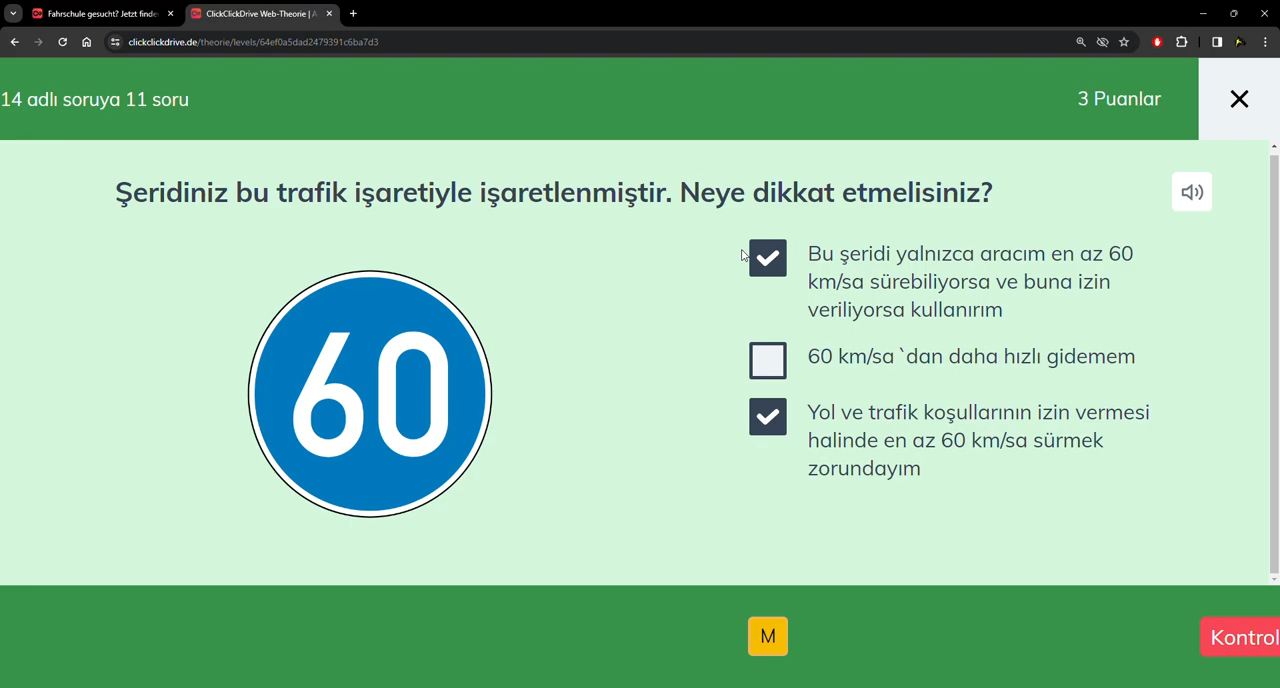 Fahrschule gesucht? Jetzt finde
ClickClickDrive Web-Theorie | A
clickclickdrive.de/theorie/levels/64ef0a5dad2479391c6ba7d3
14 adlı soruya 11 soru
3 Puanlar
Şeridiniz bu trafik işaretiyle işaretlenmiştir. Neye dikkat etmelisiniz?
60
Bu şeridi yalnızca aracım en az 60
km/sa sürebiliyorsa ve buna izin
veriliyorsa kullanırım
60 km/sa `dan daha hızlı gidemem
Yol ve trafik koşullarının izin vermesi
halinde en az 60 km/sa sürmek
zorundayım
M
Kontrol